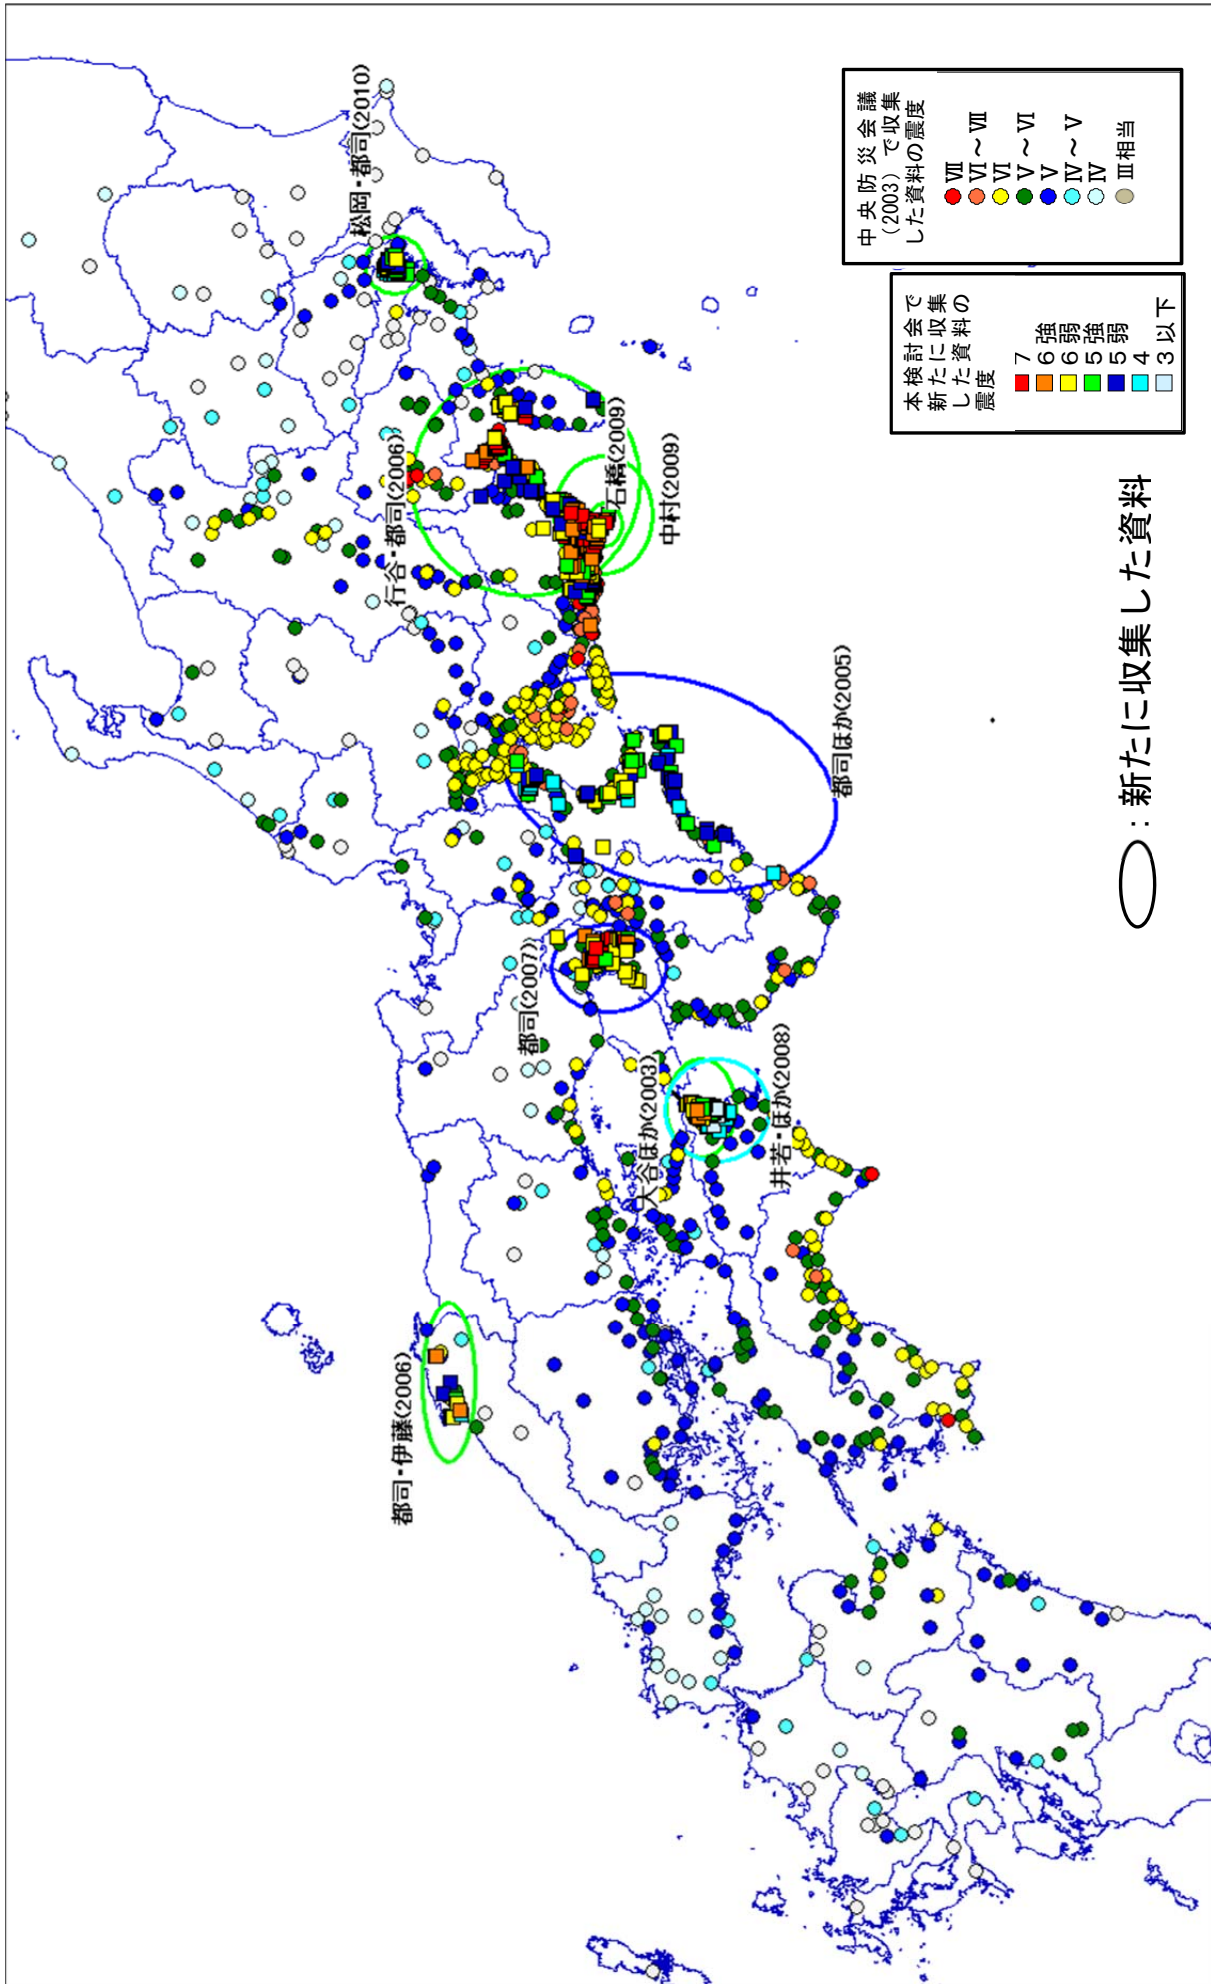 松岡・都司(2010)
行谷・都司(2006)
石橋(2009)
中村(2009)
都司ほか(2005)
都司(2007)
大谷ほか(2003)
井若・ほか(2008)
都司・伊藤(2006)
中央防災会議
(2003)で収集
した資料の震度
Ⅶ
Ⅵ～Ⅶ
Ⅵ
Ⅴ～Ⅵ
Ⅴ
Ⅳ～Ⅴ
Ⅳ
Ⅲ相当
本検討会で
新たに収集
した資料の
震度
7
6強
6弱
5強
5弱
4
3以下
：新たに収集した資料